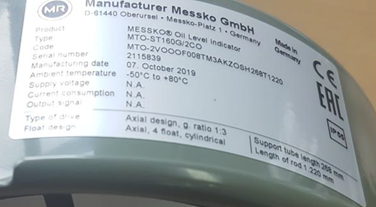 MR
Manufacturer Messko GmbH
D-61440 Oberursel • Messko-Platz 1 • Germany
Product MESSKO® Oil Level Indicator
Made in Germany
Type MTO-ST160G/2CO
Code MTO-2VOOOF008TM3AKZOSH268T1220
Serial number 2115839
Manufacturing date 07. October 2019
Ambient temperature -50°C to +80°C
Supply voltage N.A.
Current consumption N.A.
Output N.A.
Type of drive Axial design, g. ratio 1:3
Float design Axial, 4 float, cylindrical
CE
EAC
Support tube length 268 mm
Length of rod 1.220 mm